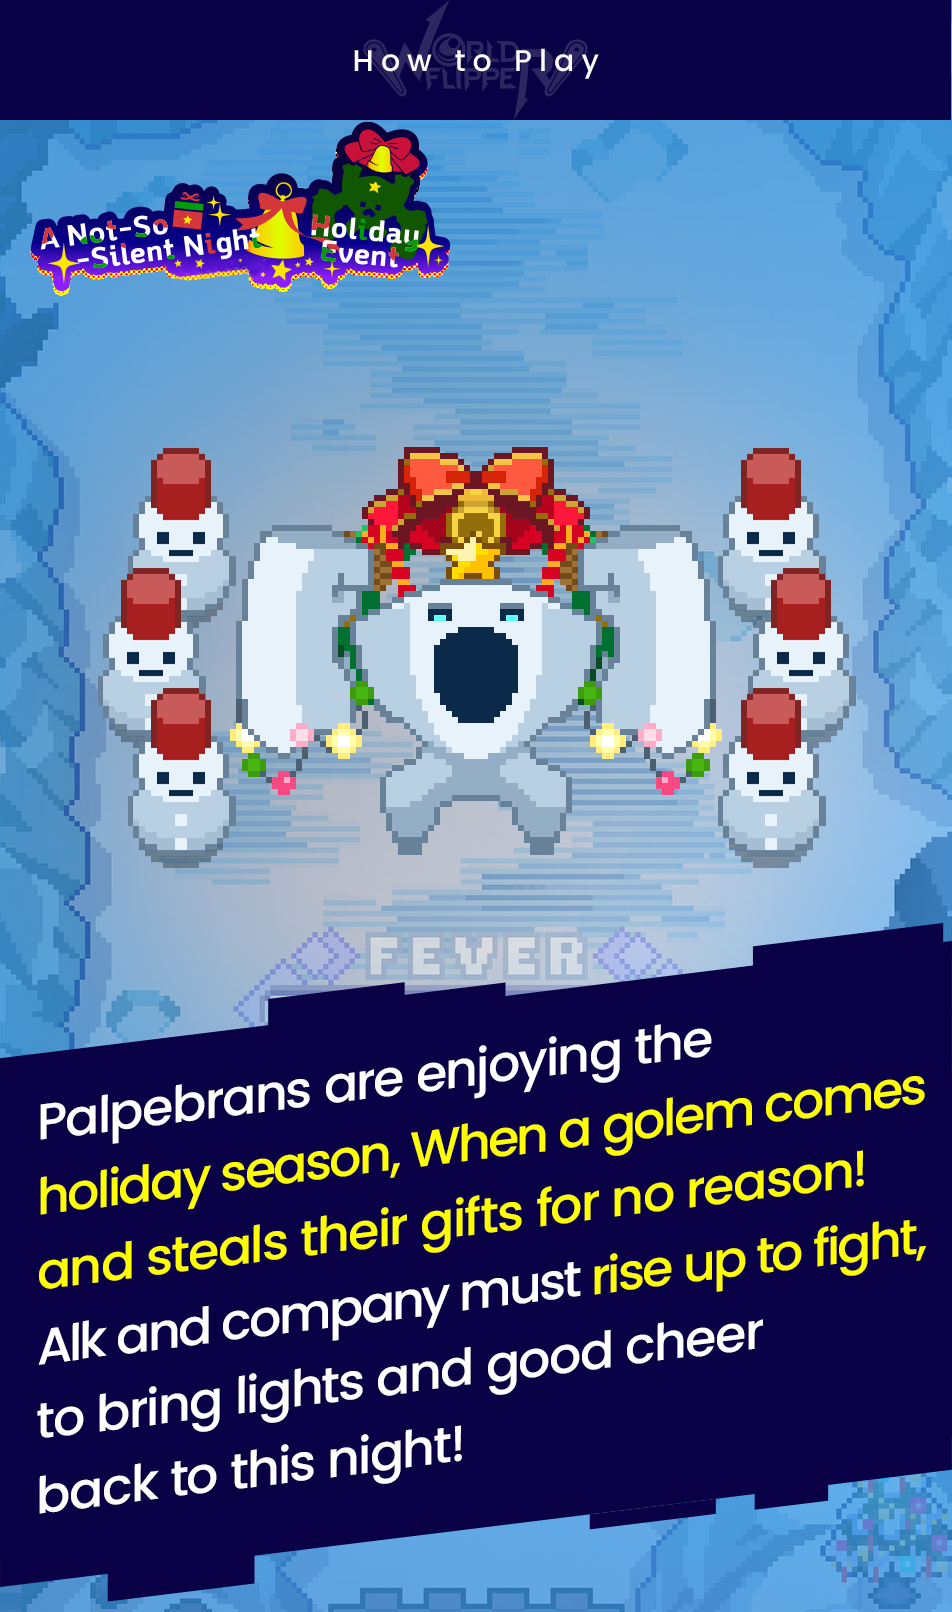 WORLD
FLIPPER
How to Play
A Not-So
-Silent Night
Holiday
Event
FEVER
Palpebrans are enjoying the
holiday season, When a golem comes
and steals their gifts for no reason!
Alk and company must rise up to fight,
to bring lights and good cheer
back to this night!